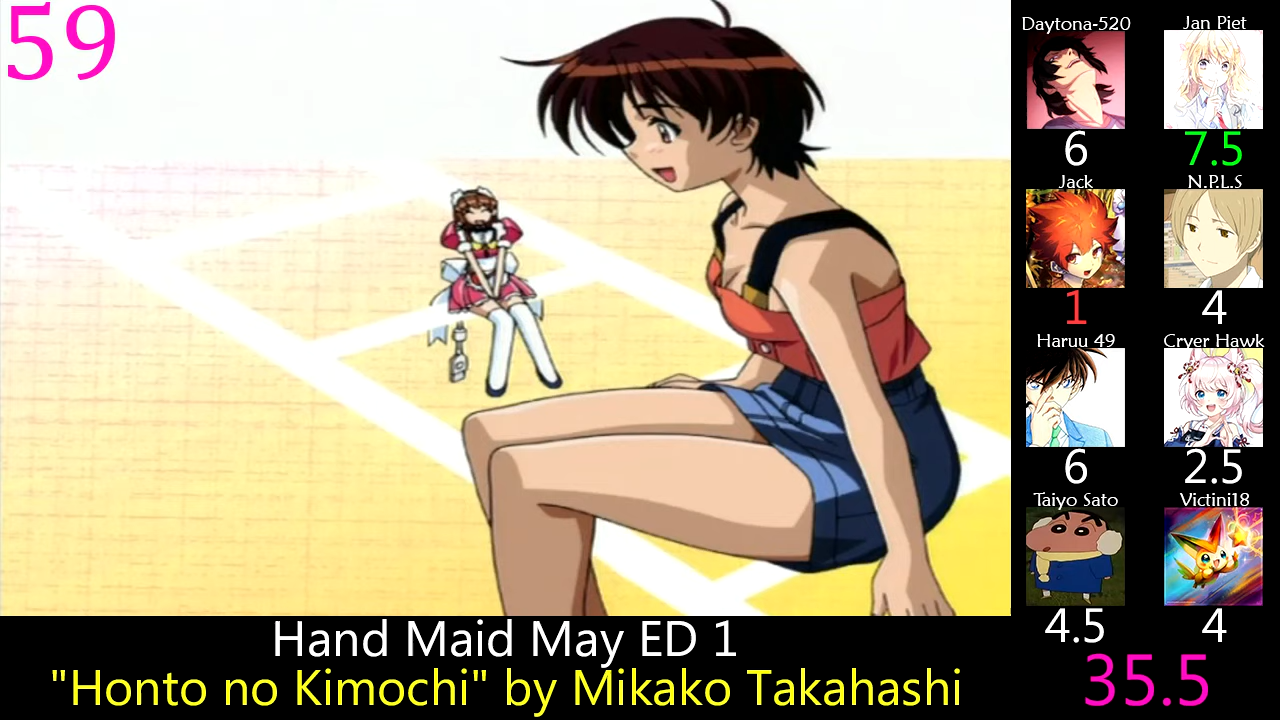 59
Daytona-520
Jan Piet
6
7.5
Jack
N.P.L.S
1
4
Haruu 49
Cryer Hawk
6
2.5
Taiyo Sato
Victini18
4.5
4
Hand Maid May ED 1
"Honto no Kimochi" by Mikako Takahashi
35.5